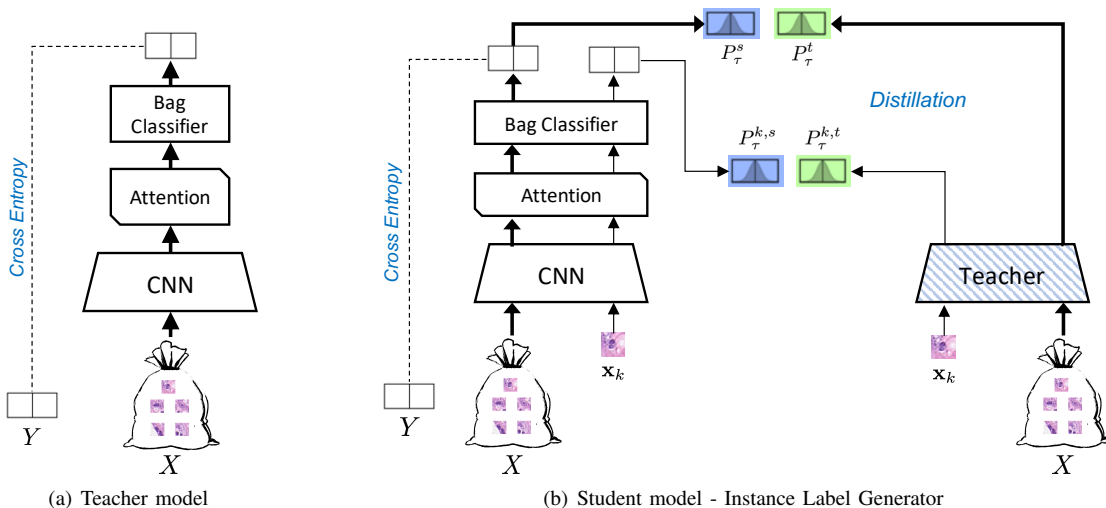 Bag
Classifier
Attention
CNN
Cross Entropy
Y
X
(a) Teacher model
P_τ^s
P_τ^t
Distillation
P_τ^{k,s}
P_τ^{k,t}
Bag Classifier
Attention
CNN
Cross Entropy
Teacher
x_k
x_k
Y
X
X
(b) Student model - Instance Label Generator